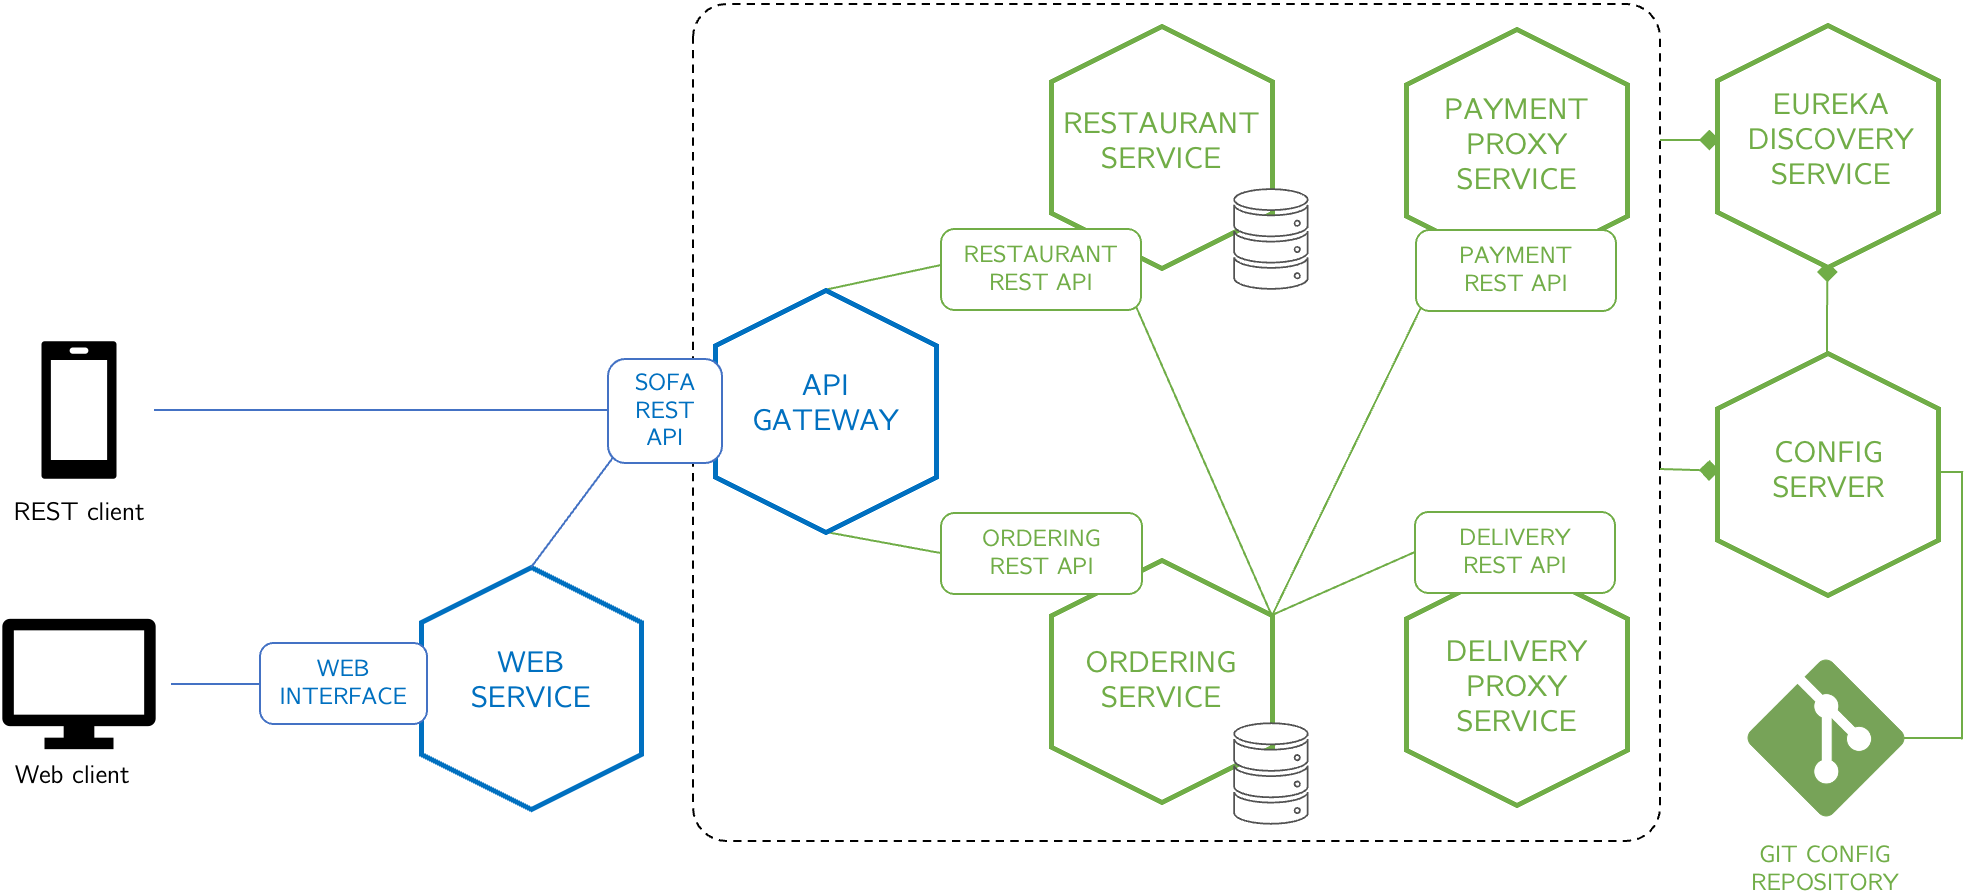 RESTAURANT
SERVICE
PAYMENT
PROXY
SERVICE
EUREKA
DISCOVERY
SERVICE
RESTAURANT
REST API
PAYMENT
REST API
SOFA
REST
API
API
GATEWAY
CONFIG
SERVER
REST client
ORDERING
REST API
DELIVERY
REST API
WEB
INTERFACE
WEB
SERVICE
ORDERING
SERVICE
DELIVERY
PROXY
SERVICE
Web client
GIT CONFIG
REPOSITORY